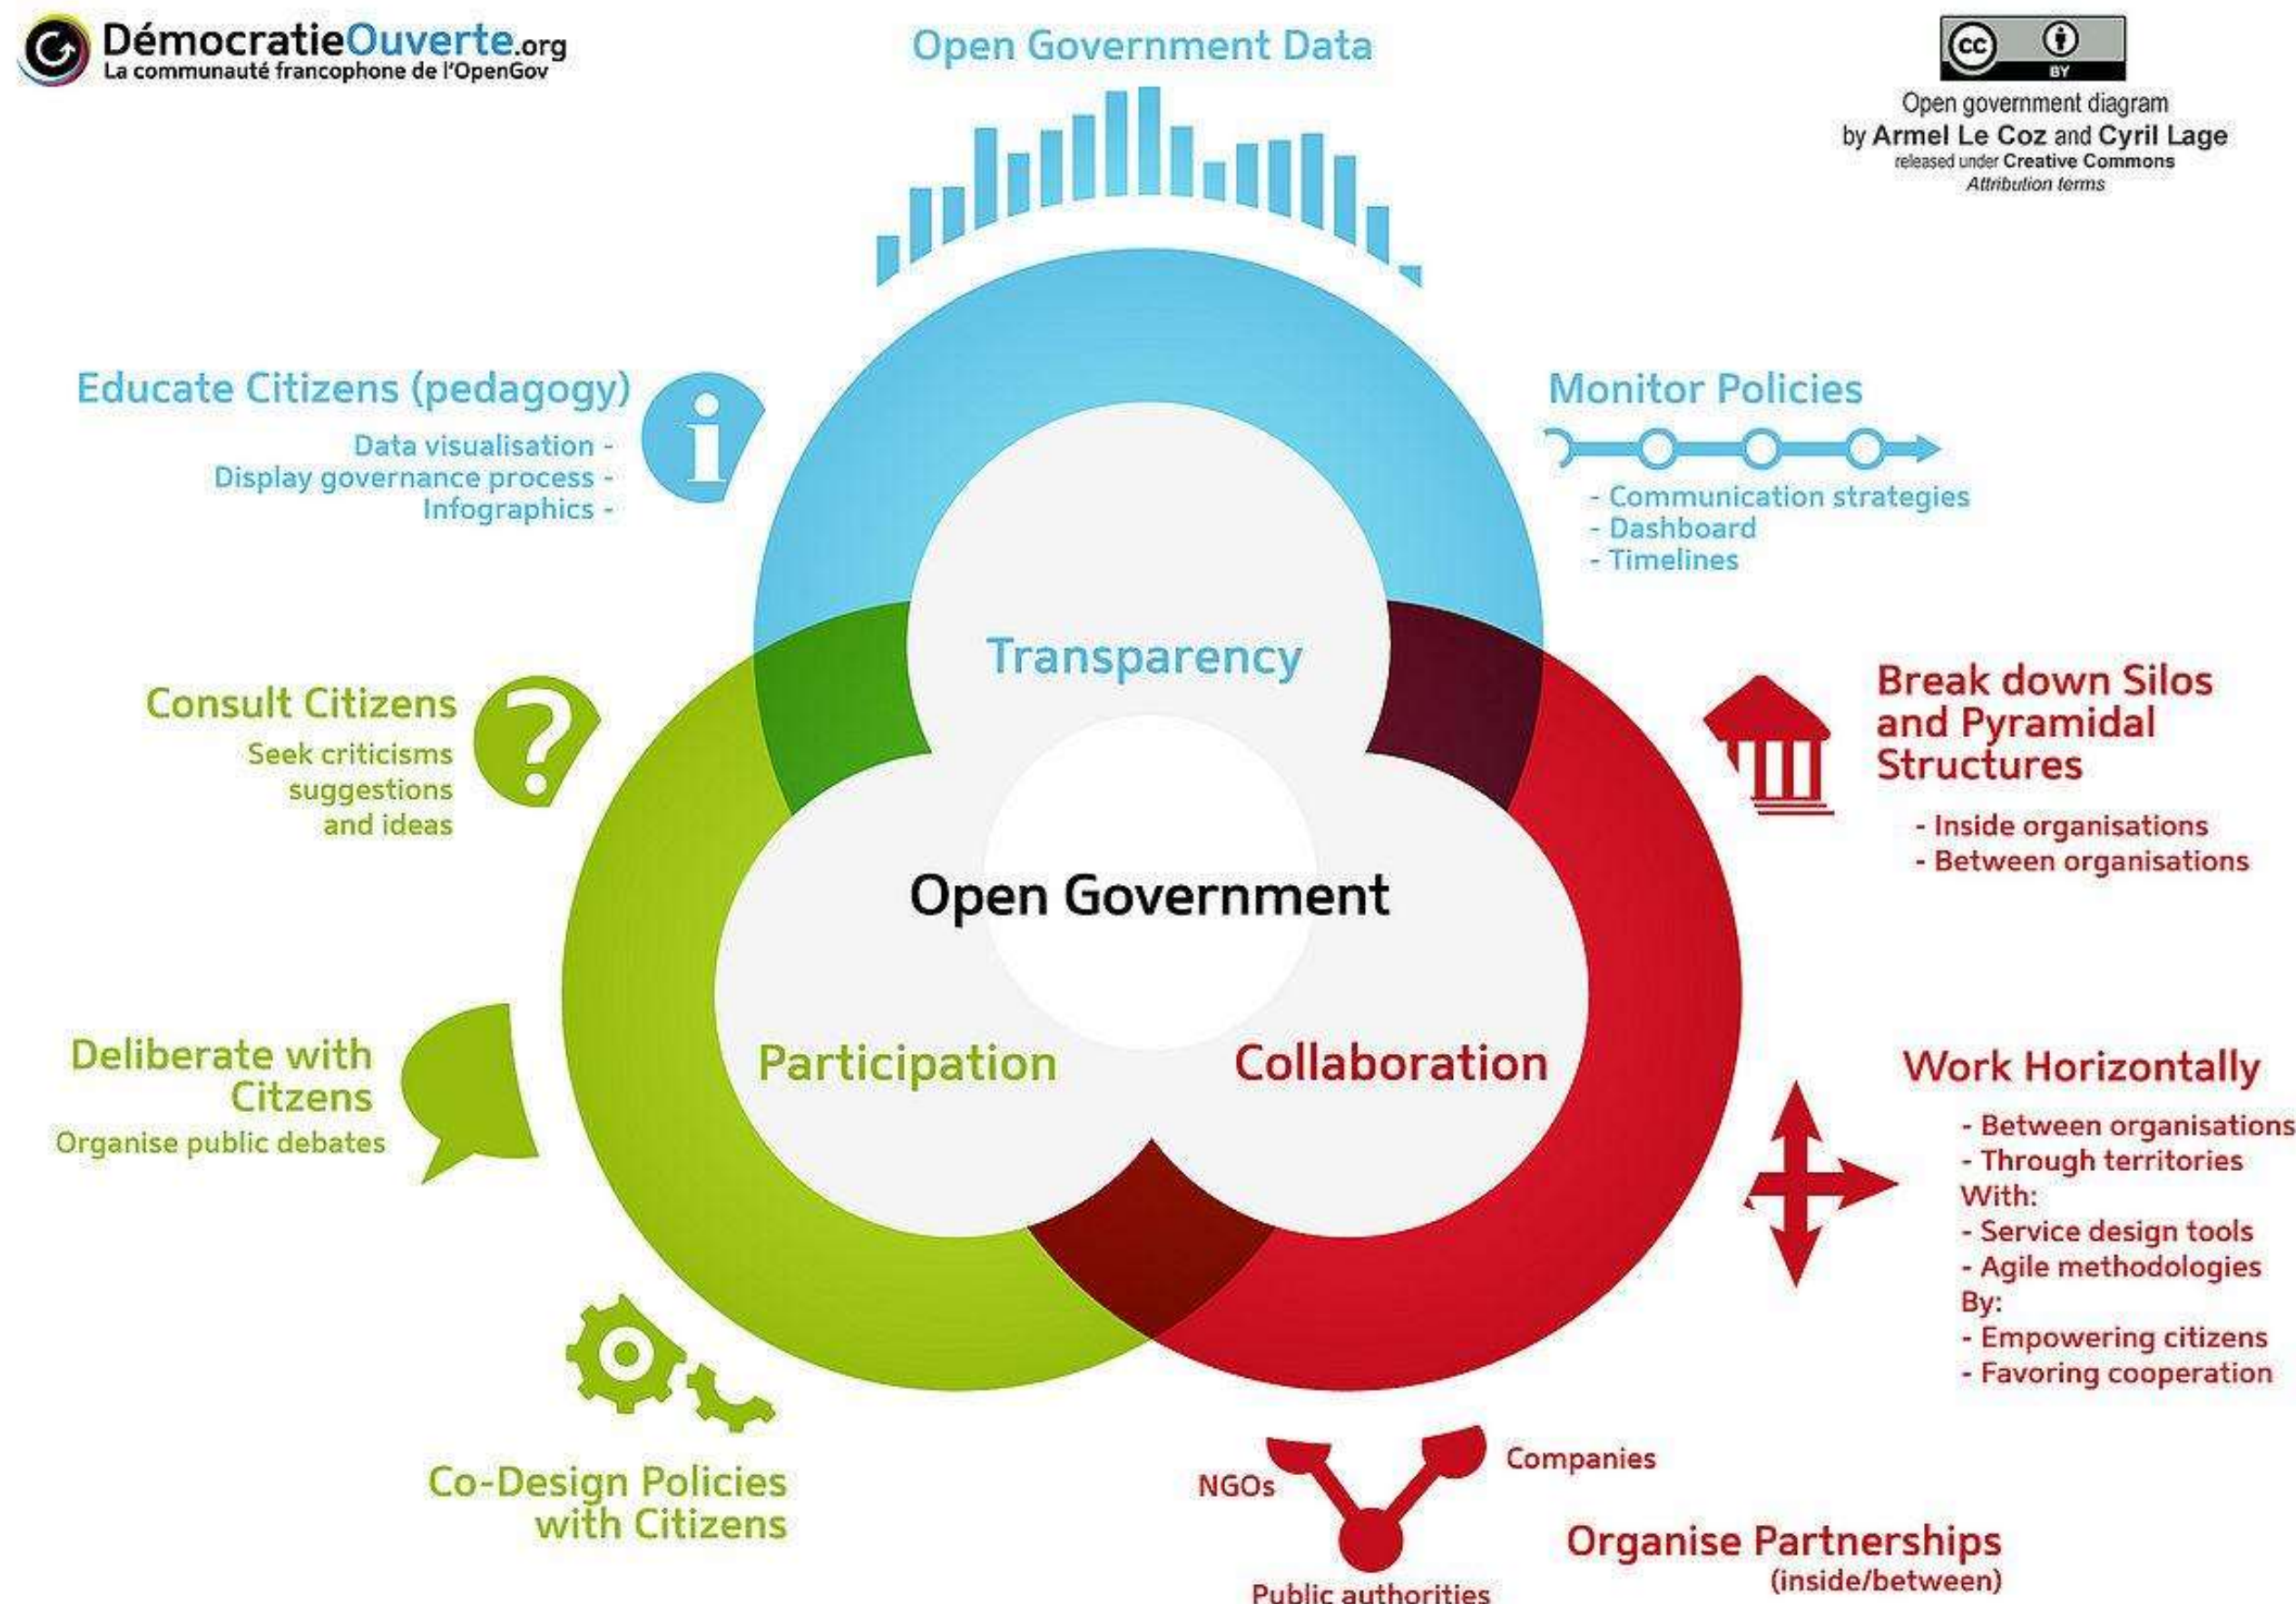 DémocratieOuverte.org
La communauté francophone de l'OpenGov
Open Government Data
cc
BY
Open government diagram
by Armel Le Coz and Cyril Lage
released under Creative Commons
Attribution terms
Educate Citizens (pedagogy)
Data visualisation -
Display governance process -
Infographics -
i
Monitor Policies
- Communication strategies
- Dashboard
- Timelines
Transparency
Consult Citizens
Seek criticisms
suggestions
and ideas
?
Break down Silos
and Pyramidal
Structures
- Inside organisations
- Between organisations
Open Government
Deliberate with
Citzens
Organise public debates
Participation
Collaboration
Work Horizontally
- Between organisations
- Through territories
With:
- Service design tools
- Agile methodologies
By:
- Empowering citizens
- Favoring cooperation
Co-Design Policies
with Citizens
NGOs
Companies
Public authorities
Organise Partnerships
(inside/between)